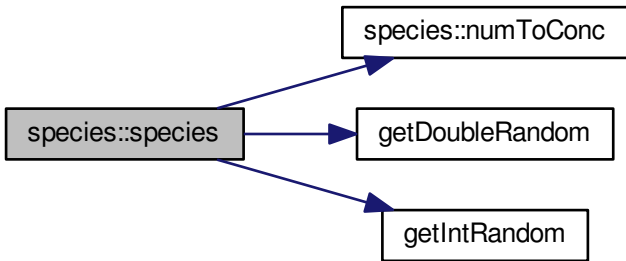 species::numToConc
species::species
getDoubleRandom
getIntRandom